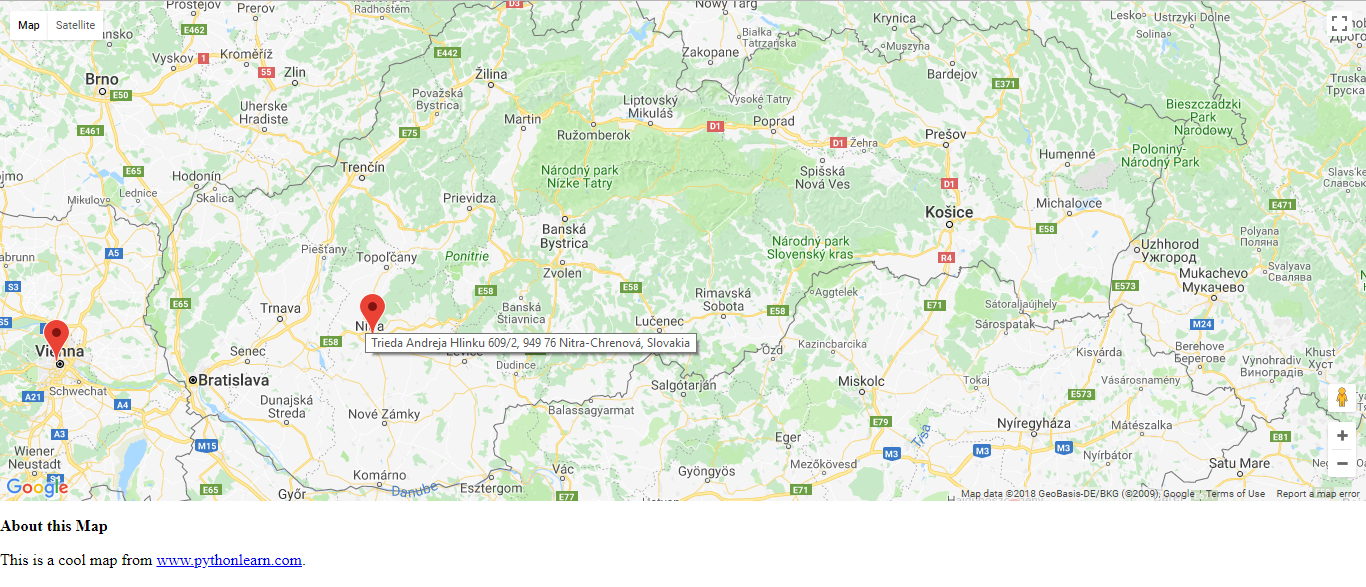 Map Satellite
Prostějov
Prerov
Nowy Targ
Krynica
Lesko
Ustrzyki Dolne
Solina
D3
E462
E442
Vyskov
1
Kroměříž
55
Zlin
Brno
E50
Uherske
Hradiste
E461
Žilina
Považská
Bystrica
Martin
Ružomberok
Liptovský
Mikuláš
D1
Zakopane
Białka
Tatrzańska
Vysoké Tatry
Poprad
Muszyna
Bardejov
E371
Bieszczadzki
Park
Narodowy
Poloniny-
Národný Park
E75
D1
Žehra
Prešov
Humenné
Trenčín
Národný park
Nízke Tatry
Spišská
Nová Ves
D1
E65
Hodonín
Lednice
Mikulov
Skalica
Prievidza
Banská
Bystrica
Košice
Michalovce
E58
E471
Piešťany
Topoľčany
Ponitrie
Zvolen
Národný park
Slovenský kras
R4
Uzhhorod
Ужгород
Polyana
Поляна
Svalyava
Свалява
Mukachevo
Мукачево
A5
S3
E65
Trnava
E58
Banská
Štiavnica
E58
Rimavská
Sobota
E58
Aggtelek
E71
Sátoraljaújhely
E573
S5
Vienna
Nitra
E58
Lučenec
Trieda Andreja Hlinku 609/2, 949 76 Nitra-Chrenová, Slovakia
Levice
Dudince
Ózd
Kazincbarcika
Sárospatak
M24
Berehove
Берегове
Vynohradiv
Виноградів
Khust
Хуст
Kisvárda
Senec
Bratislava
Schwechat
A21
A4
Dunajská
Streda
Nové Zámky
Salgótarján
Balassagyarmat
Miskolc
Tokaj
E573
Vásárosnamény
A3
Wiener
Neustadt
M15
Komárno
Győr
E65
Danube
Esztergom
Vác
E77
Gyöngyös
Eger
Mezőkövesd
E71
E79
Tisa
M3
M3
M3
Nyíregyháza
Mátészalka
Nyírbátor
E81
Satu Mare
Google
Map data ©2018 GeoBasis-DE/BKG (©2009), Google
Terms of Use
Report a map error
About this Map
This is a cool map from www.pythonlearn.com.